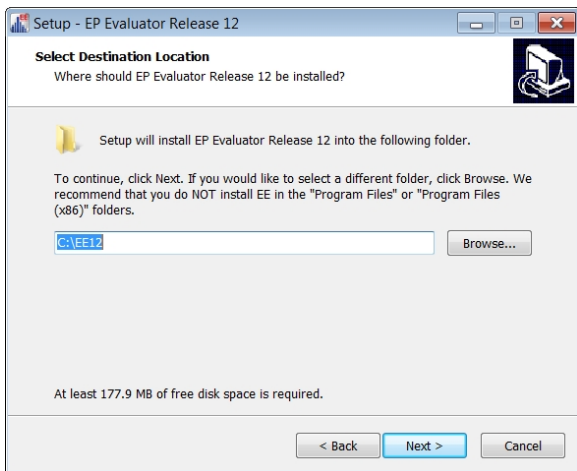 Setup - EP Evaluator Release 12
Select Destination Location
Where should EP Evaluator Release 12 be installed?
Setup will install EP Evaluator Release 12 into the following folder.
To continue, click Next. If you would like to select a different folder, click Browse. We
recommend that you do NOT install EE in the "Program Files" or "Program Files
(x86)" folders.
C:\EE12
Browse...
At least 177.9 MB of free disk space is required.
< Back
Next >
Cancel